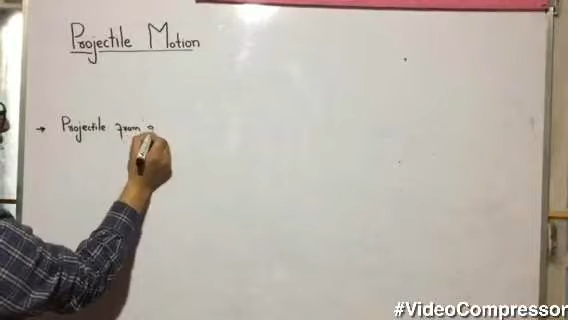 Projectile Motion
→ Projectile from a
#VideoCompressor